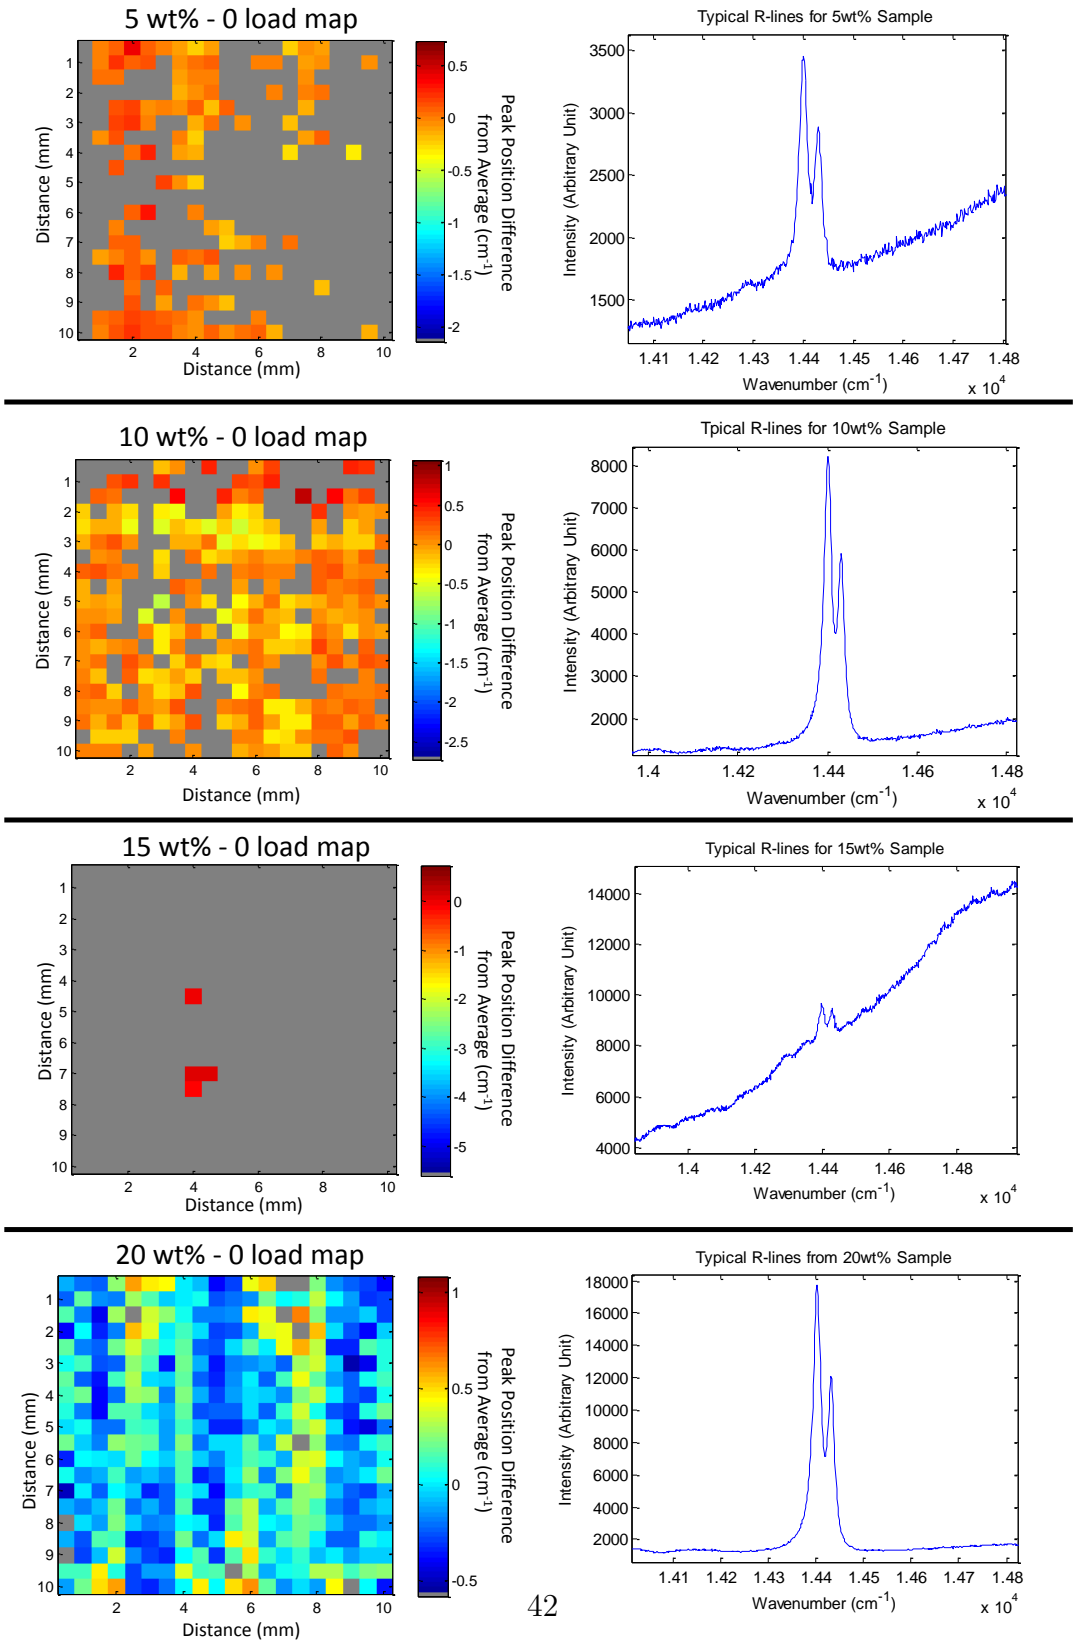 5 wt% - 0 load map
Typical R-lines for 5wt% Sample
1
2
3
4
5
6
7
8
9
10
2
4
6
8
10
Distance (mm)
Distance (mm)
0.5
0
-0.5
-1
-1.5
-2
Peak Position Difference
from Average (cm-1)
3500
3000
2500
2000
1500
Intensity (Arbitrary Unit)
1.41 1.42 1.43 1.44 1.45 1.46 1.47 1.48
Wavenumber (cm-1)
x 10^4
10 wt% - 0 load map
Tpical R-lines for 10wt% Sample
1
2
3
4
5
6
7
8
9
10
2
4
6
8
10
Distance (mm)
Distance (mm)
1
0.5
0
-0.5
-1
-1.5
-2
-2.5
Peak Position Difference
from Average (cm-1)
8000
7000
6000
5000
4000
3000
2000
Intensity (Arbitrary Unit)
1.4 1.42 1.44 1.46 1.48
Wavenumber (cm-1)
x 10^4
15 wt% - 0 load map
Typical R-lines for 15wt% Sample
1
2
3
4
5
6
7
8
9
10
2
4
6
8
10
Distance (mm)
Distance (mm)
0
-1
-2
-3
-4
-5
Peak Position Difference
from Average (cm-1)
14000
12000
10000
8000
6000
4000
Intensity (Arbitrary Unit)
1.4 1.42 1.44 1.46 1.48
Wavenumber (cm-1)
x 10^4
20 wt% - 0 load map
Typical R-lines from 20wt% Sample
1
2
3
4
5
6
7
8
9
10
2
4
6
8
10
Distance (mm)
Distance (mm)
1
0.5
0
-0.5
Peak Position Difference
from Average (cm-1)
18000
16000
14000
12000
10000
8000
6000
4000
2000
Intensity (Arbitrary Unit)
1.41 1.42 1.43 1.44 1.45 1.46 1.47 1.48
Wavenumber (cm-1)
x 10^4
42